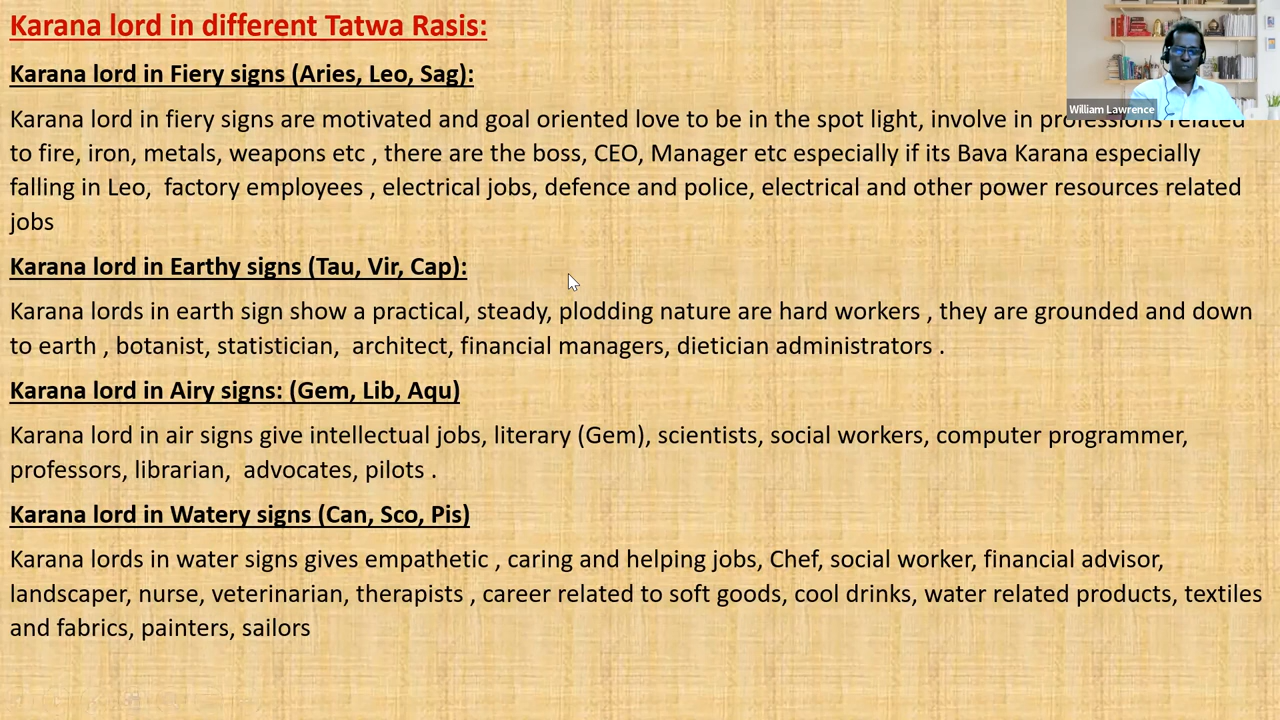 Karana lord in different Tatwa Rasis:
Karana lord in Fiery signs (Aries, Leo, Sag):
William Lawrence
Karana lord in fiery signs are motivated and goal oriented love to be in the spot light, involve in professions related
to fire, iron, metals, weapons etc , there are the boss, CEO, Manager etc especially if its Bava Karana especially
falling in Leo,  factory employees , electrical jobs, defence and police, electrical and other power resources related
jobs
Karana lord in Earthy signs (Tau, Vir, Cap):
Karana lords in earth sign show a practical, steady, plodding nature are hard workers , they are grounded and down
to earth , botanist, statistician,  architect, financial managers, dietician administrators .
Karana lord in Airy signs: (Gem, Lib, Aqu)
Karana lord in air signs give intellectual jobs, literary (Gem), scientists, social workers, computer programmer,
professors, librarian,  advocates, pilots .
Karana lord in Watery signs (Can, Sco, Pis)
Karana lords in water signs gives empathetic , caring and helping jobs, Chef, social worker, financial advisor,
landscaper, nurse, veterinarian, therapists , career related to soft goods, cool drinks, water related products, textiles
and fabrics, painters, sailors